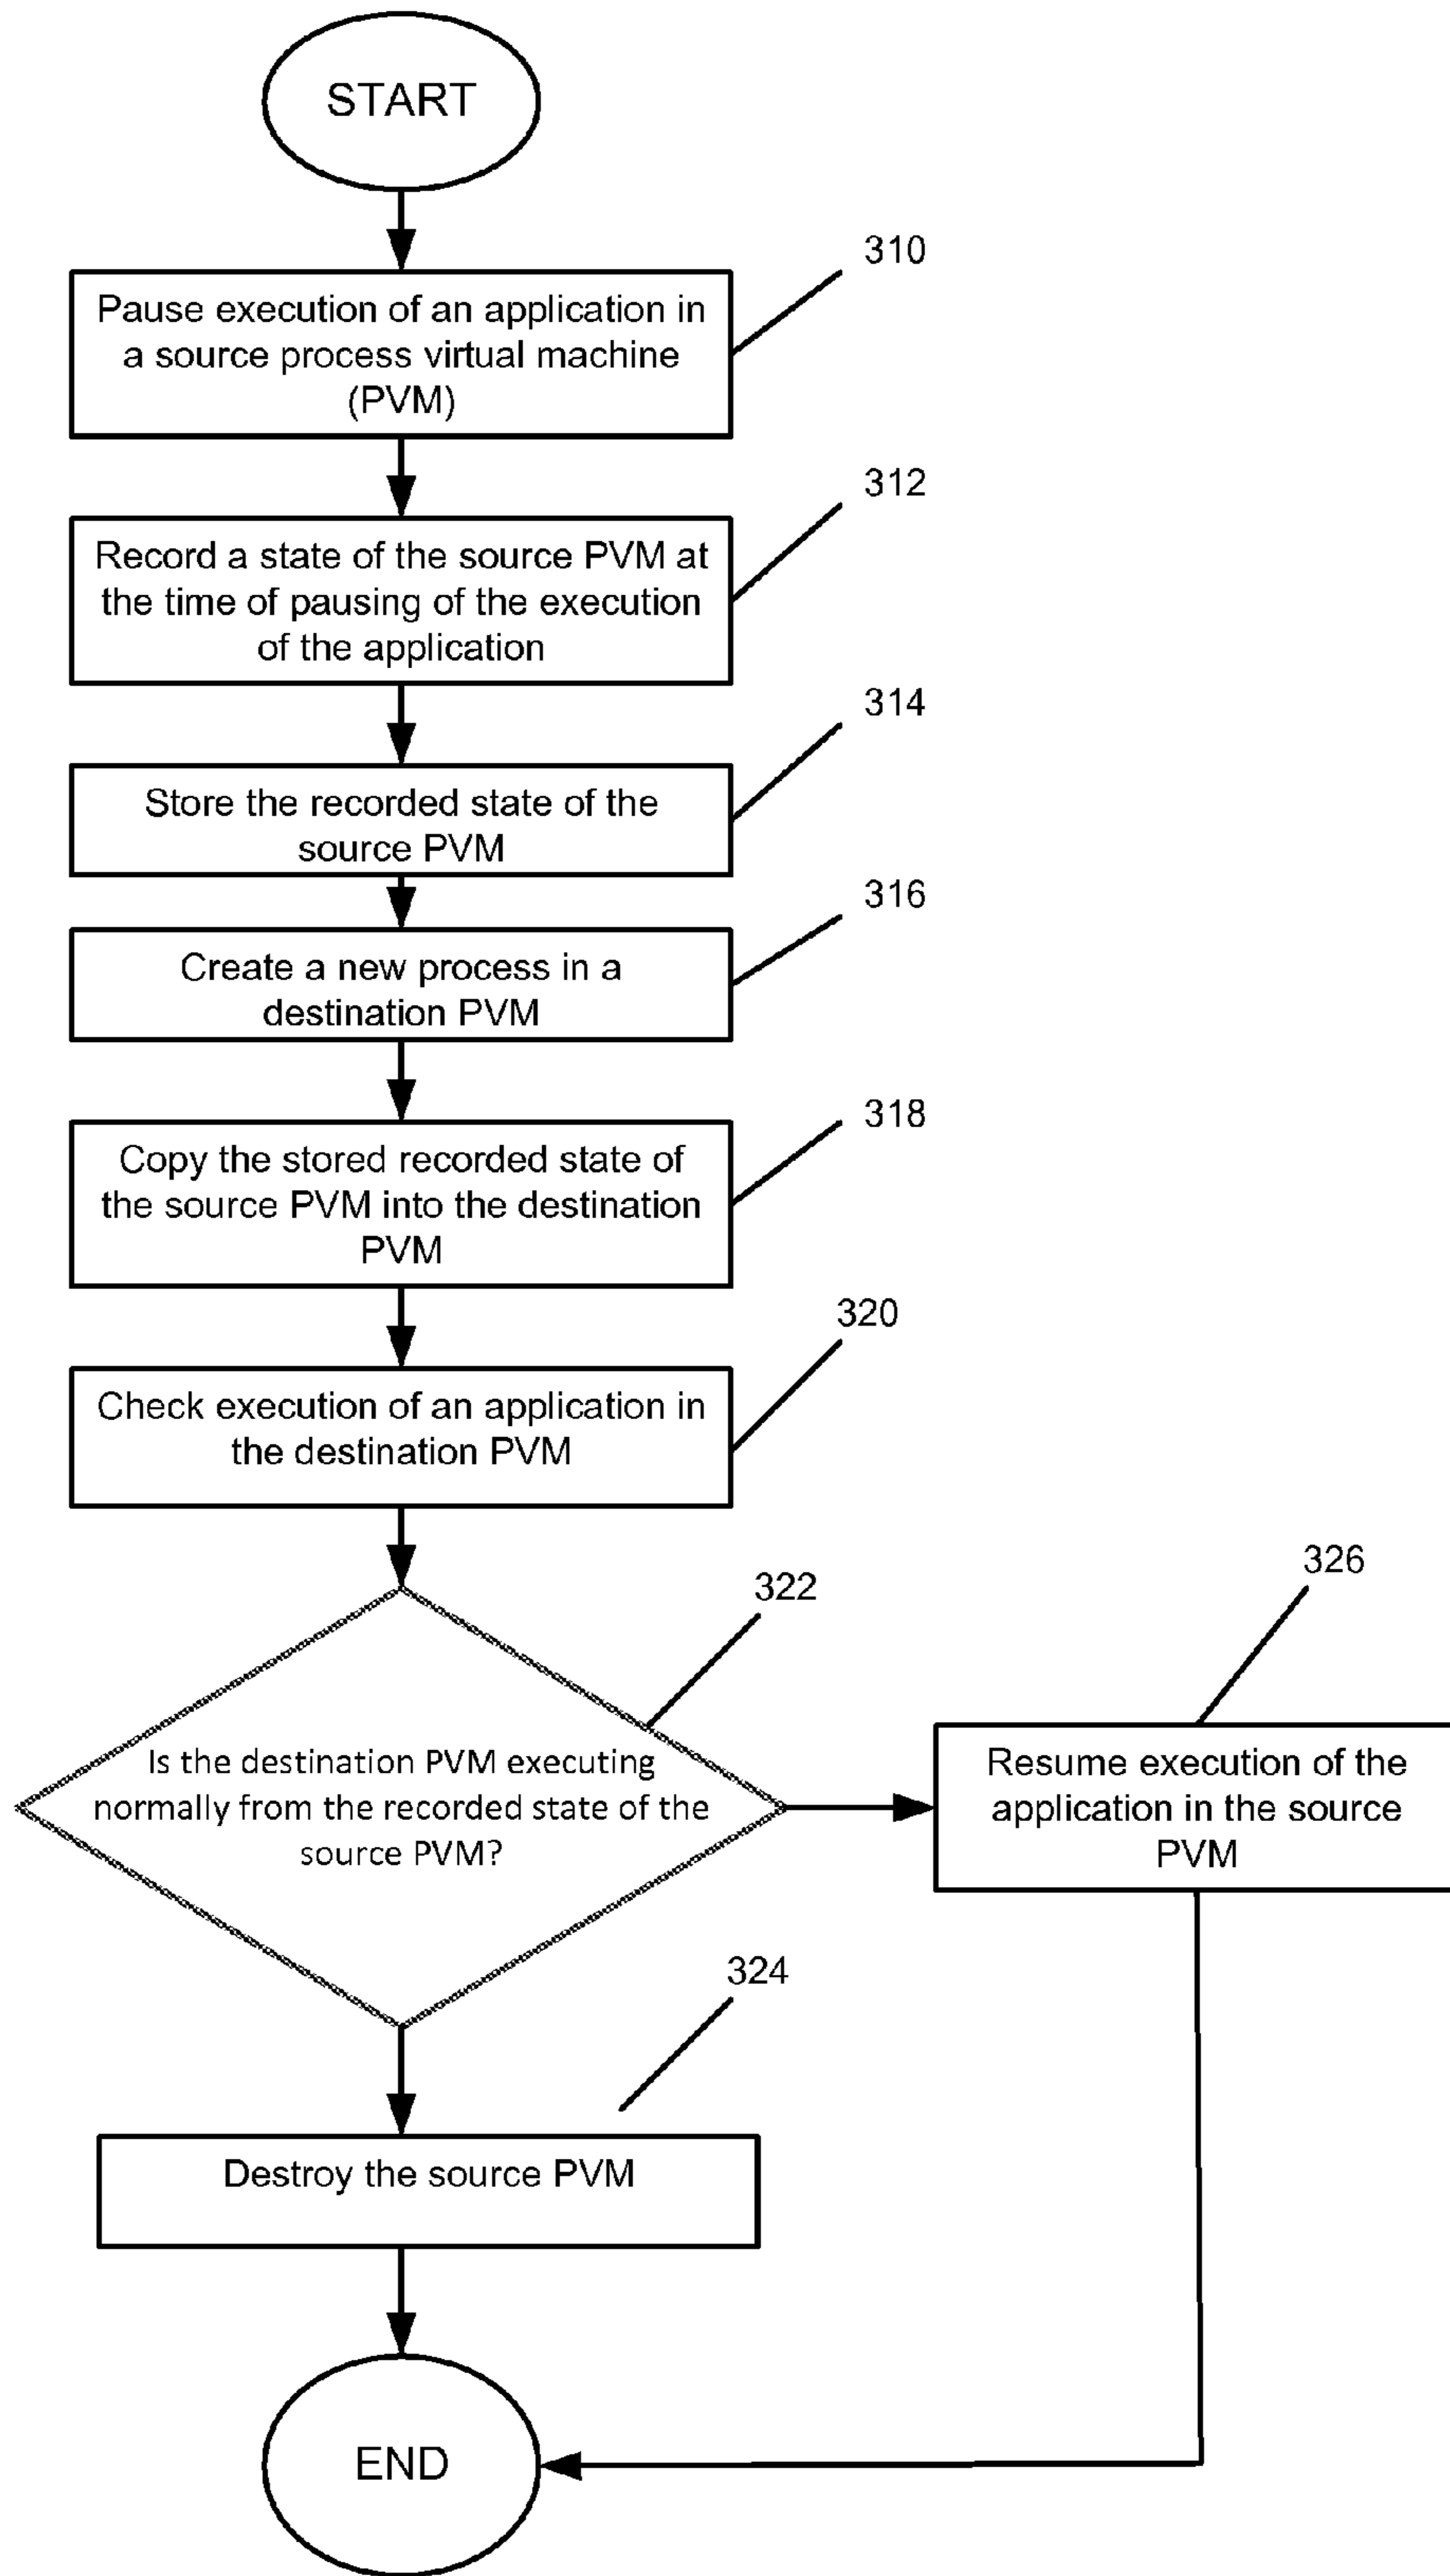 START
310
Pause execution of an application in
a source process virtual machine
(PVM)
312
Record a state of the source PVM at
the time of pausing of the execution
of the application
314
Store the recorded state of the
source PVM
316
Create a new process in a
destination PVM
318
Copy the stored recorded state of
the source PVM into the destination
PVM
320
Check execution of an application in
the destination PVM
322
Is the destination PVM executing
normally from the recorded state of the
source PVM?
326
Resume execution of the
application in the source
PVM
324
Destroy the source PVM
END